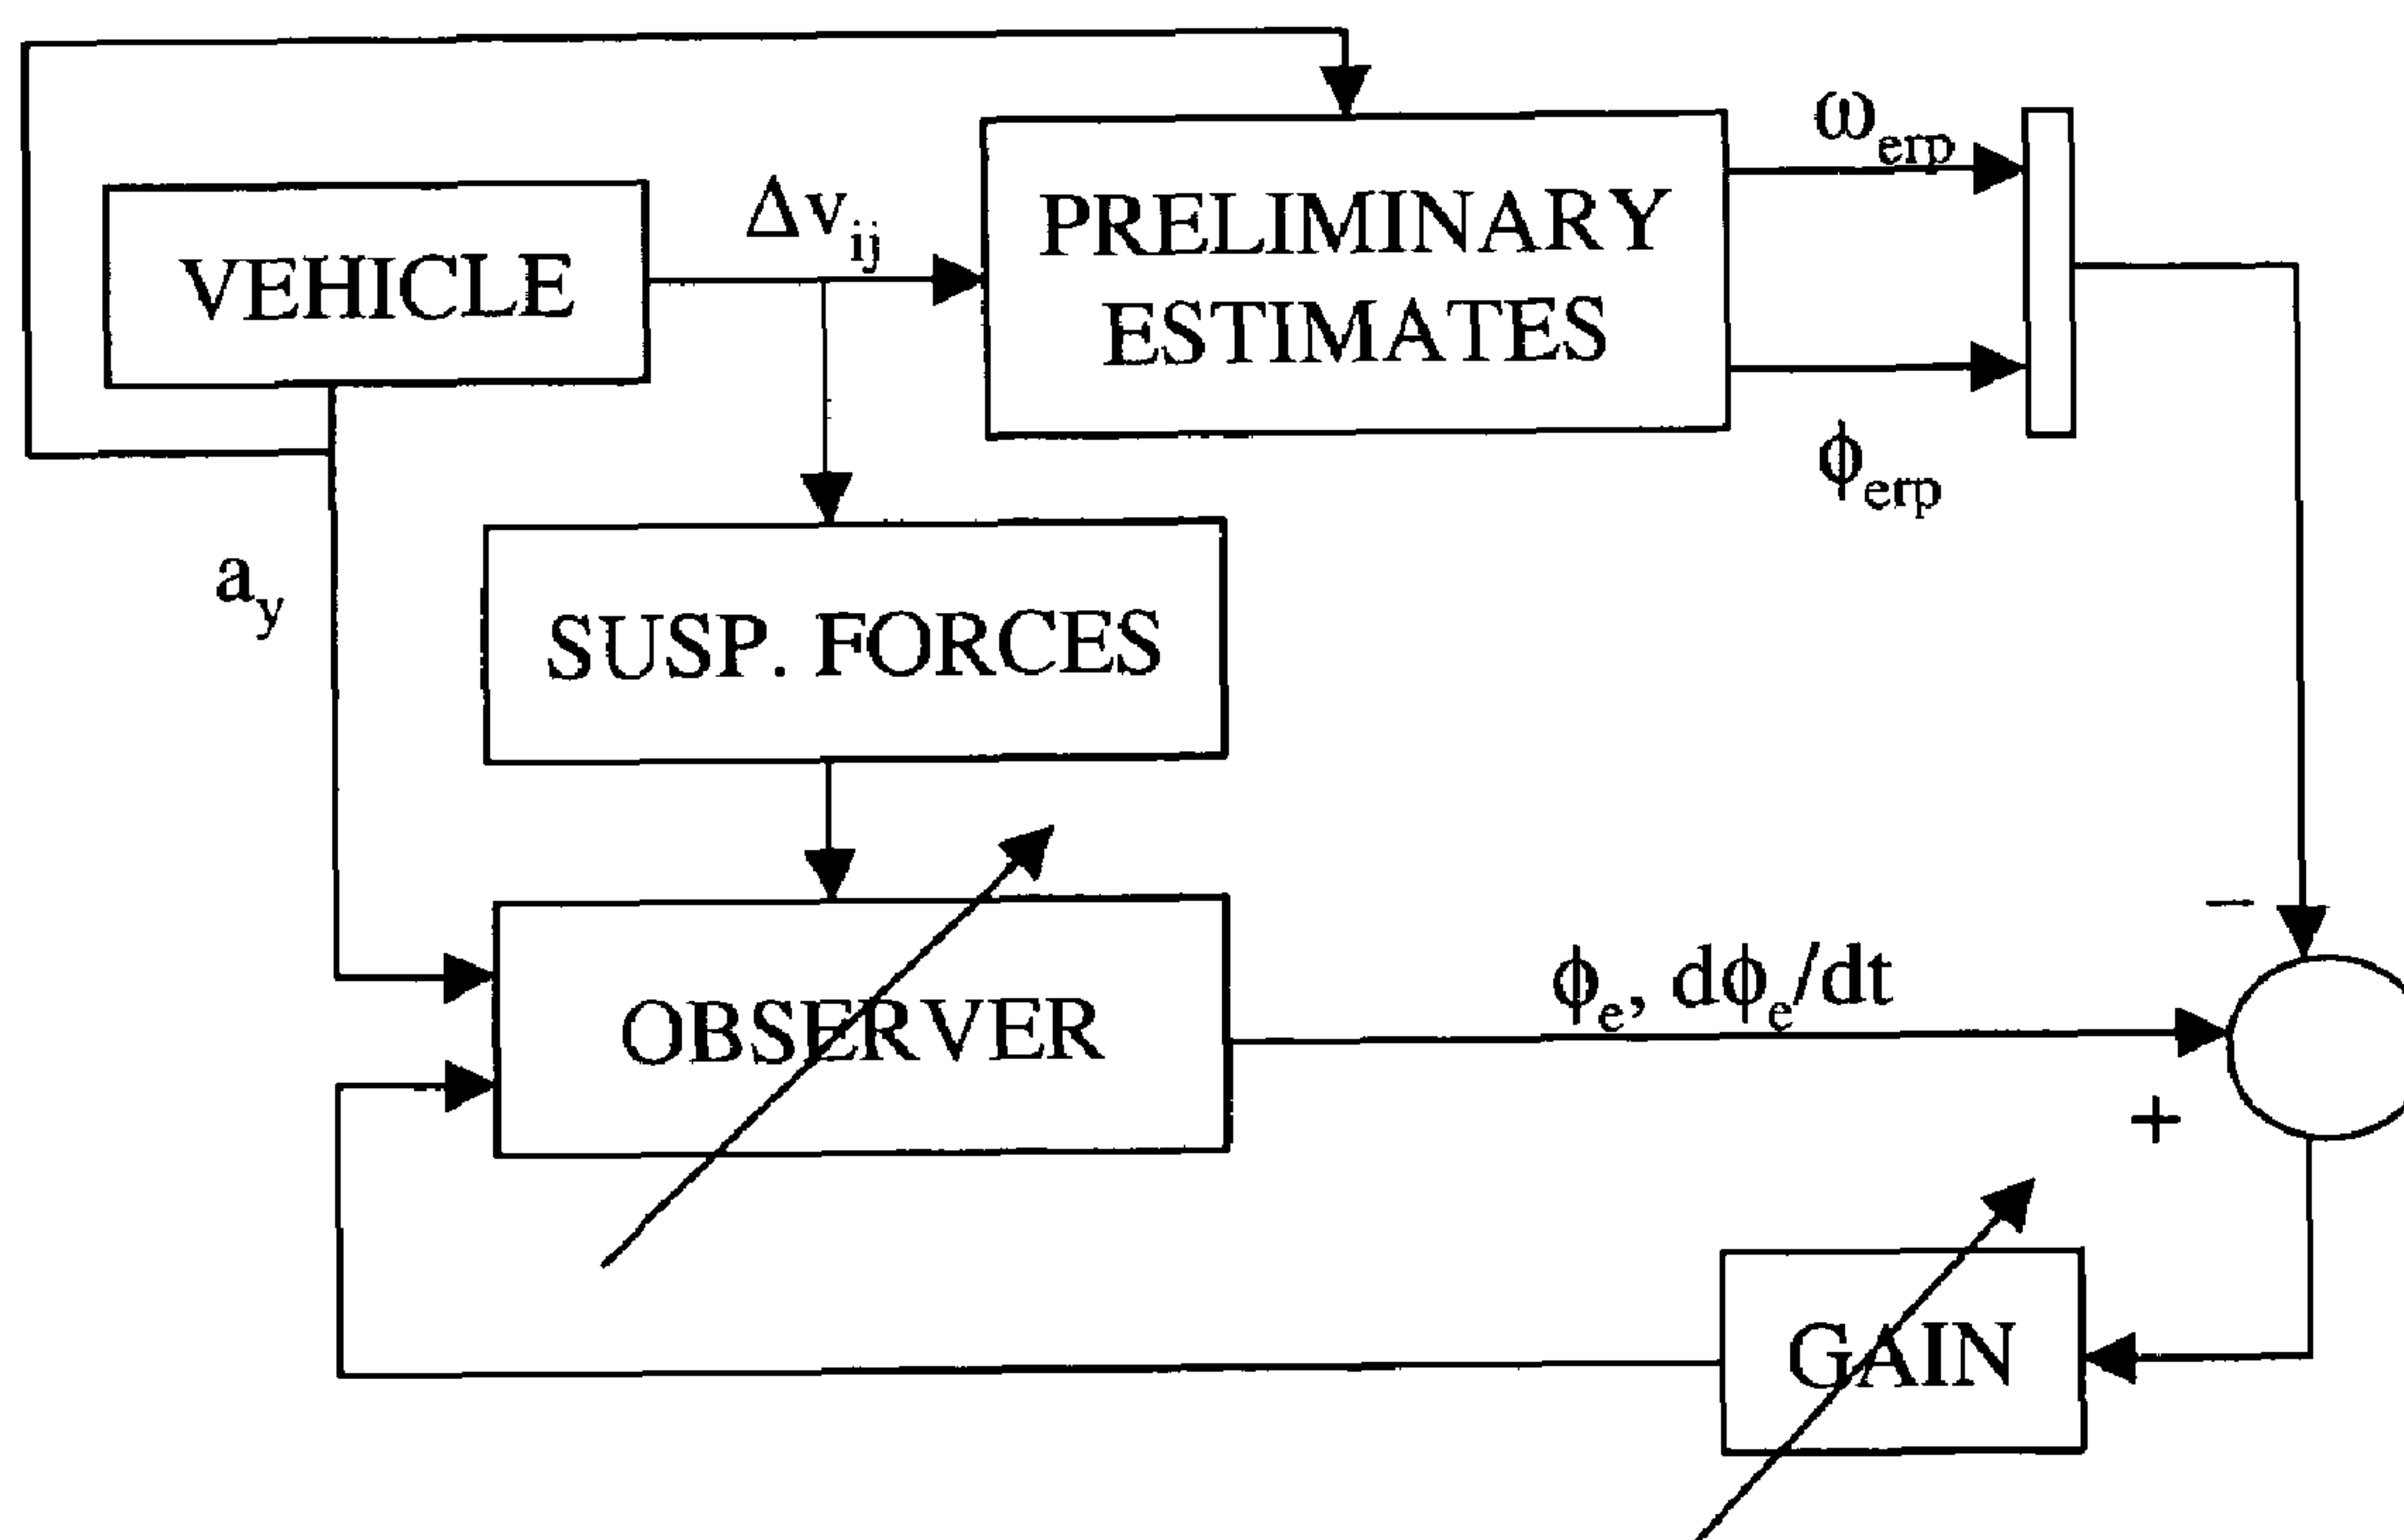 ω_erp
VEHICLE
Δv_ij
PRELIMINARY
ESTIMATES
ϕ_erp
a_y
SUSP. FORCES
−
OBSERVER
ϕ_e, dϕ_e/dt
+
GAIN